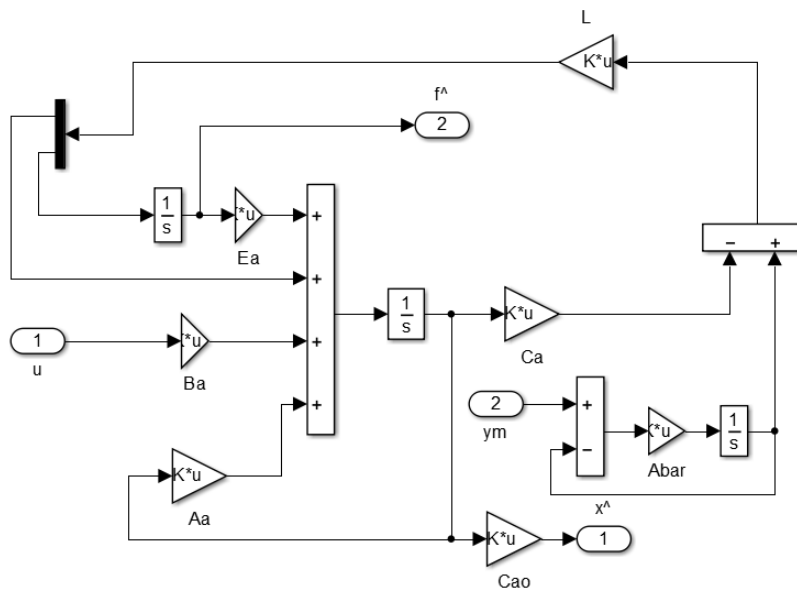 L
K*u
f^
2
1
s
K*u
+
Ea
+
1
s
K*u
-
+
1
u
K*u
+
Ba
Ca
+
2
ym
+
-
K*u
1
s
Abar
K*u
Aa
x^
K*u
1
Cao